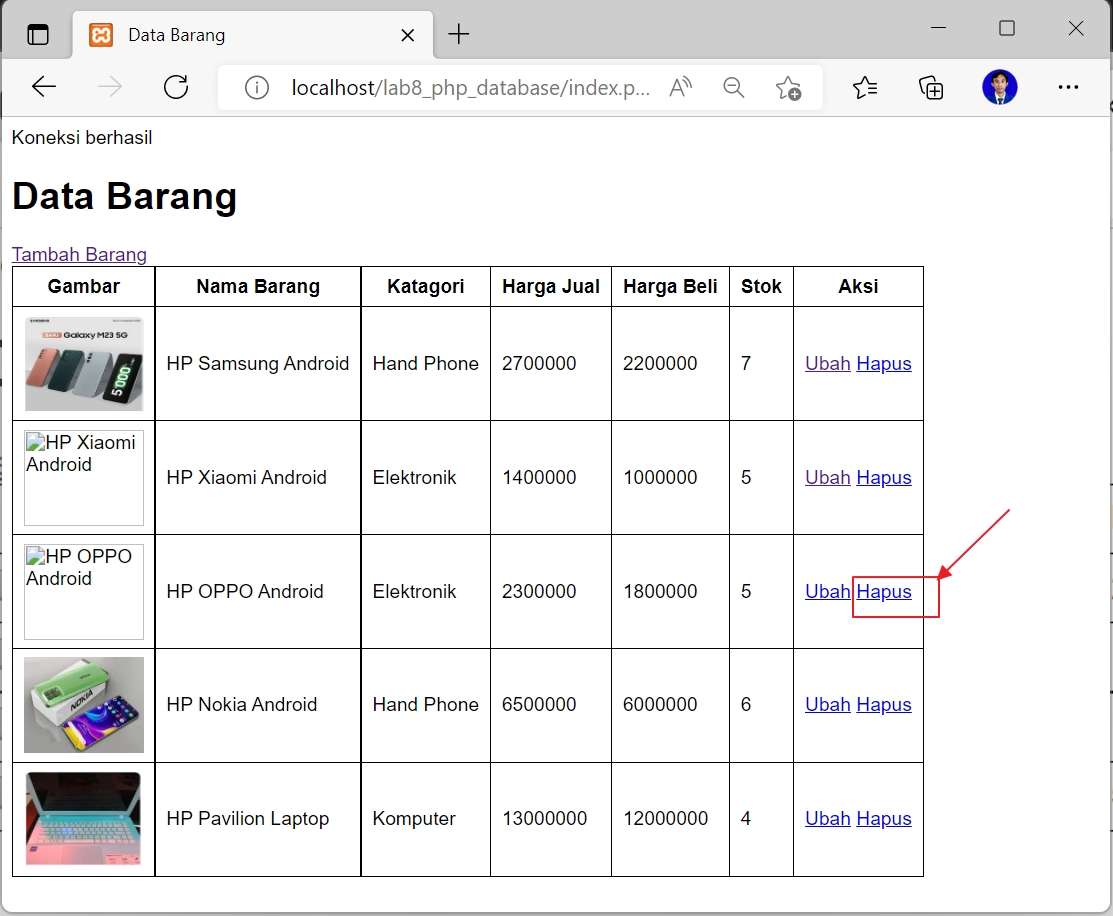 Data Barang
localhost/lab8_php_database/index.p...
Koneksi berhasil
Data Barang
Tambah Barang
Gambar Nama Barang Katagori Harga Jual Harga Beli Stok Aksi
Galaxy M23 5G
5000
HP Samsung Android Hand Phone 2700000 2200000 7 Ubah Hapus
HP Xiaomi
Android
HP Xiaomi Android Elektronik 1400000 1000000 5 Ubah Hapus
HP OPPO
Android
HP OPPO Android Elektronik 2300000 1800000 5 Ubah Hapus
NOKIA
HP Nokia Android Hand Phone 6500000 6000000 6 Ubah Hapus
HP Pavilion Laptop Komputer 13000000 12000000 4 Ubah Hapus